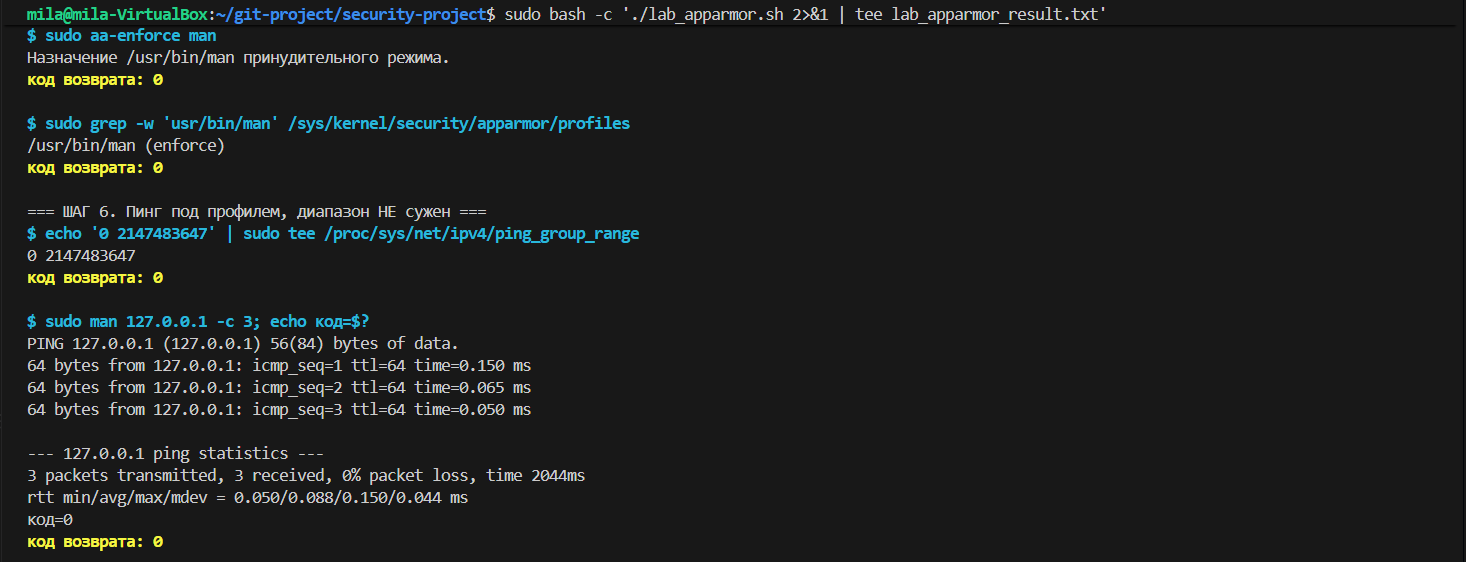 mila@mila-VirtualBox:~/git-project/security-project$ sudo bash -c './lab_apparmor.sh 2>&1 | tee lab_apparmor_result.txt'
$ sudo aa-enforce man
Назначение /usr/bin/man принудительного режима.
код возврата: 0
$ sudo grep -w 'usr/bin/man' /sys/kernel/security/apparmor/profiles
/usr/bin/man (enforce)
код возврата: 0
=== ШАГ 6. Пинг под профилем, диапазон НЕ сужен ===
$ echo '0 2147483647' | sudo tee /proc/sys/net/ipv4/ping_group_range
0 2147483647
код возврата: 0
$ sudo man 127.0.0.1 -c 3; echo код=$?
PING 127.0.0.1 (127.0.0.1) 56(84) bytes of data.
64 bytes from 127.0.0.1: icmp_seq=1 ttl=64 time=0.150 ms
64 bytes from 127.0.0.1: icmp_seq=2 ttl=64 time=0.065 ms
64 bytes from 127.0.0.1: icmp_seq=3 ttl=64 time=0.050 ms
--- 127.0.0.1 ping statistics ---
3 packets transmitted, 3 received, 0% packet loss, time 2044ms
rtt min/avg/max/mdev = 0.050/0.088/0.150/0.044 ms
код=0
код возврата: 0